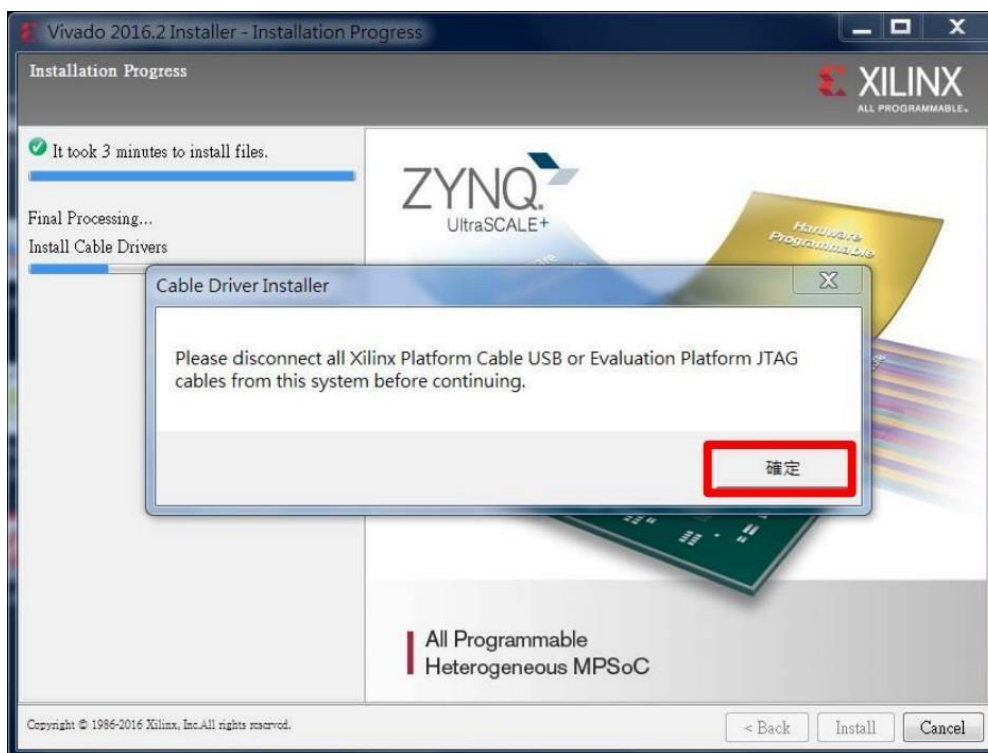 Vivado 2016.2 Installer - Installation Progress
Installation Progress
XILINX
ALL PROGRAMMABLE.
It took 3 minutes to install files.
Final Processing...
Install Cable Drivers
ZYNQ.
UltraSCALE+
Hardware
Programmable
Cable Driver Installer
Please disconnect all Xilinx Platform Cable USB or Evaluation Platform JTAG
cables from this system before continuing.
確定
All Programmable
Heterogeneous MPSoC
Copyright © 1986-2016 Xilinx, Inc.All rights reserved.
< Back
Install
Cancel